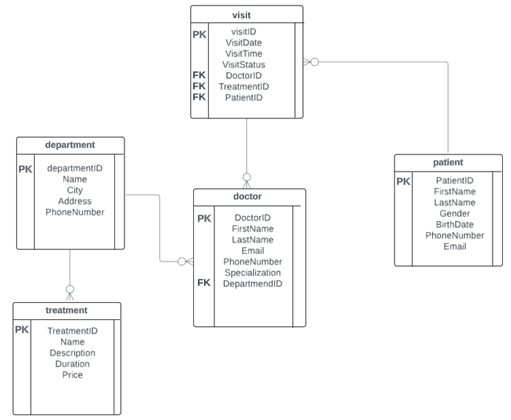 visit
PK visitID
VisitDate
VisitTime
VisitStatus
FK DoctorID
FK TreatmentID
FK PatientID
department
PK departmentID
Name
City
Address
PhoneNumber
patient
PK PatientID
FirstName
LastName
Gender
BirthDate
PhoneNumber
Email
doctor
PK DoctorID
FirstName
LastName
Email
PhoneNumber
Specialization
FK DepartmendID
treatment
PK TreatmentID
Name
Description
Duration
Price